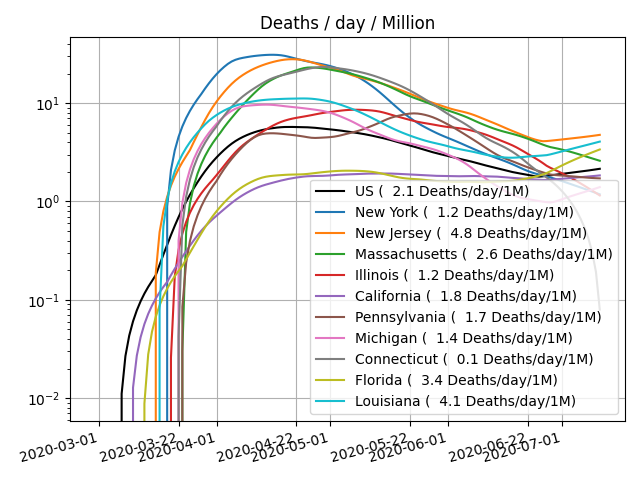 Deaths / day / Million
10¹
10⁰
10⁻¹
10⁻²
US ( 2.1 Deaths/day/1M)
New York ( 1.2 Deaths/day/1M)
New Jersey ( 4.8 Deaths/day/1M)
Massachusetts ( 2.6 Deaths/day/1M)
Illinois ( 1.2 Deaths/day/1M)
California ( 1.8 Deaths/day/1M)
Pennsylvania ( 1.7 Deaths/day/1M)
Michigan ( 1.4 Deaths/day/1M)
Connecticut ( 0.1 Deaths/day/1M)
Florida ( 3.4 Deaths/day/1M)
Louisiana ( 4.1 Deaths/day/1M)
2020-03-01
2020-03-22
2020-04-01
2020-04-22
2020-05-01
2020-05-22
2020-06-01
2020-06-22
2020-07-01